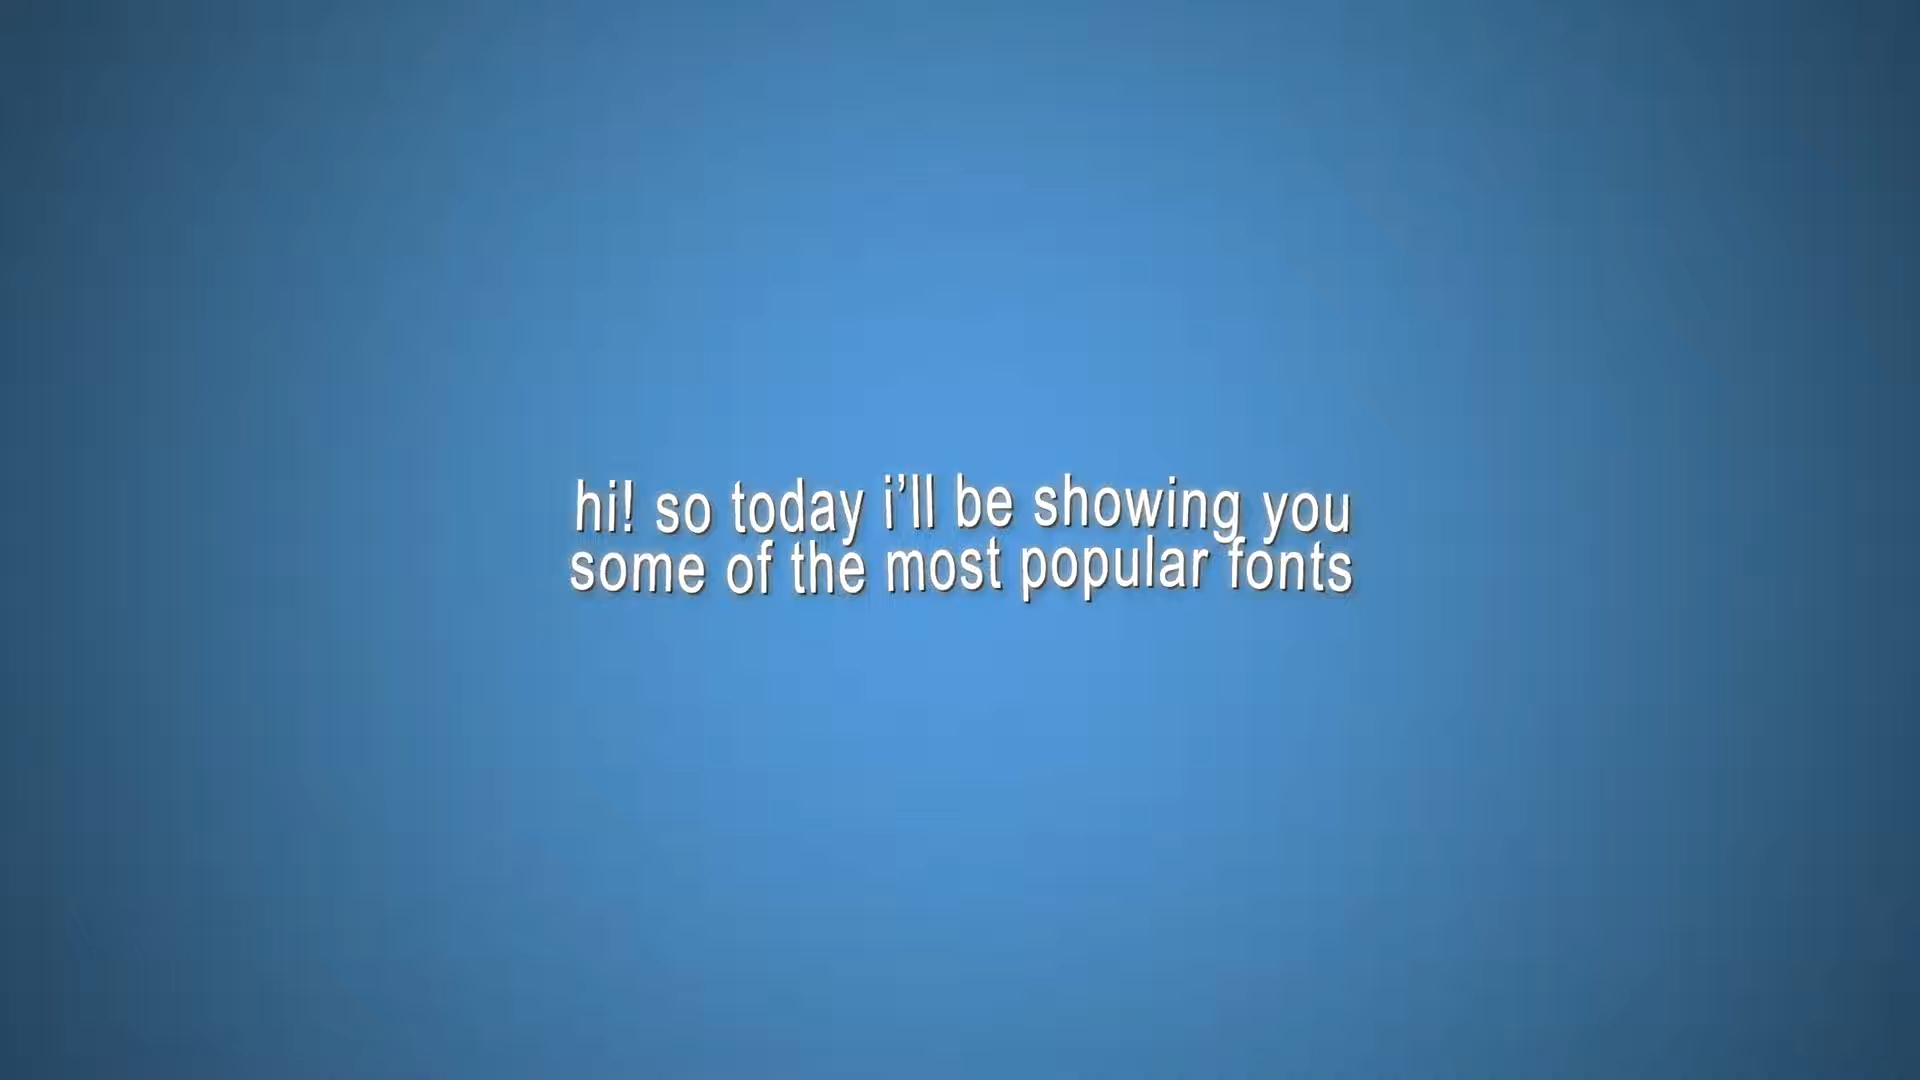 hi! so today i’ll be showing you
some of the most popular fonts